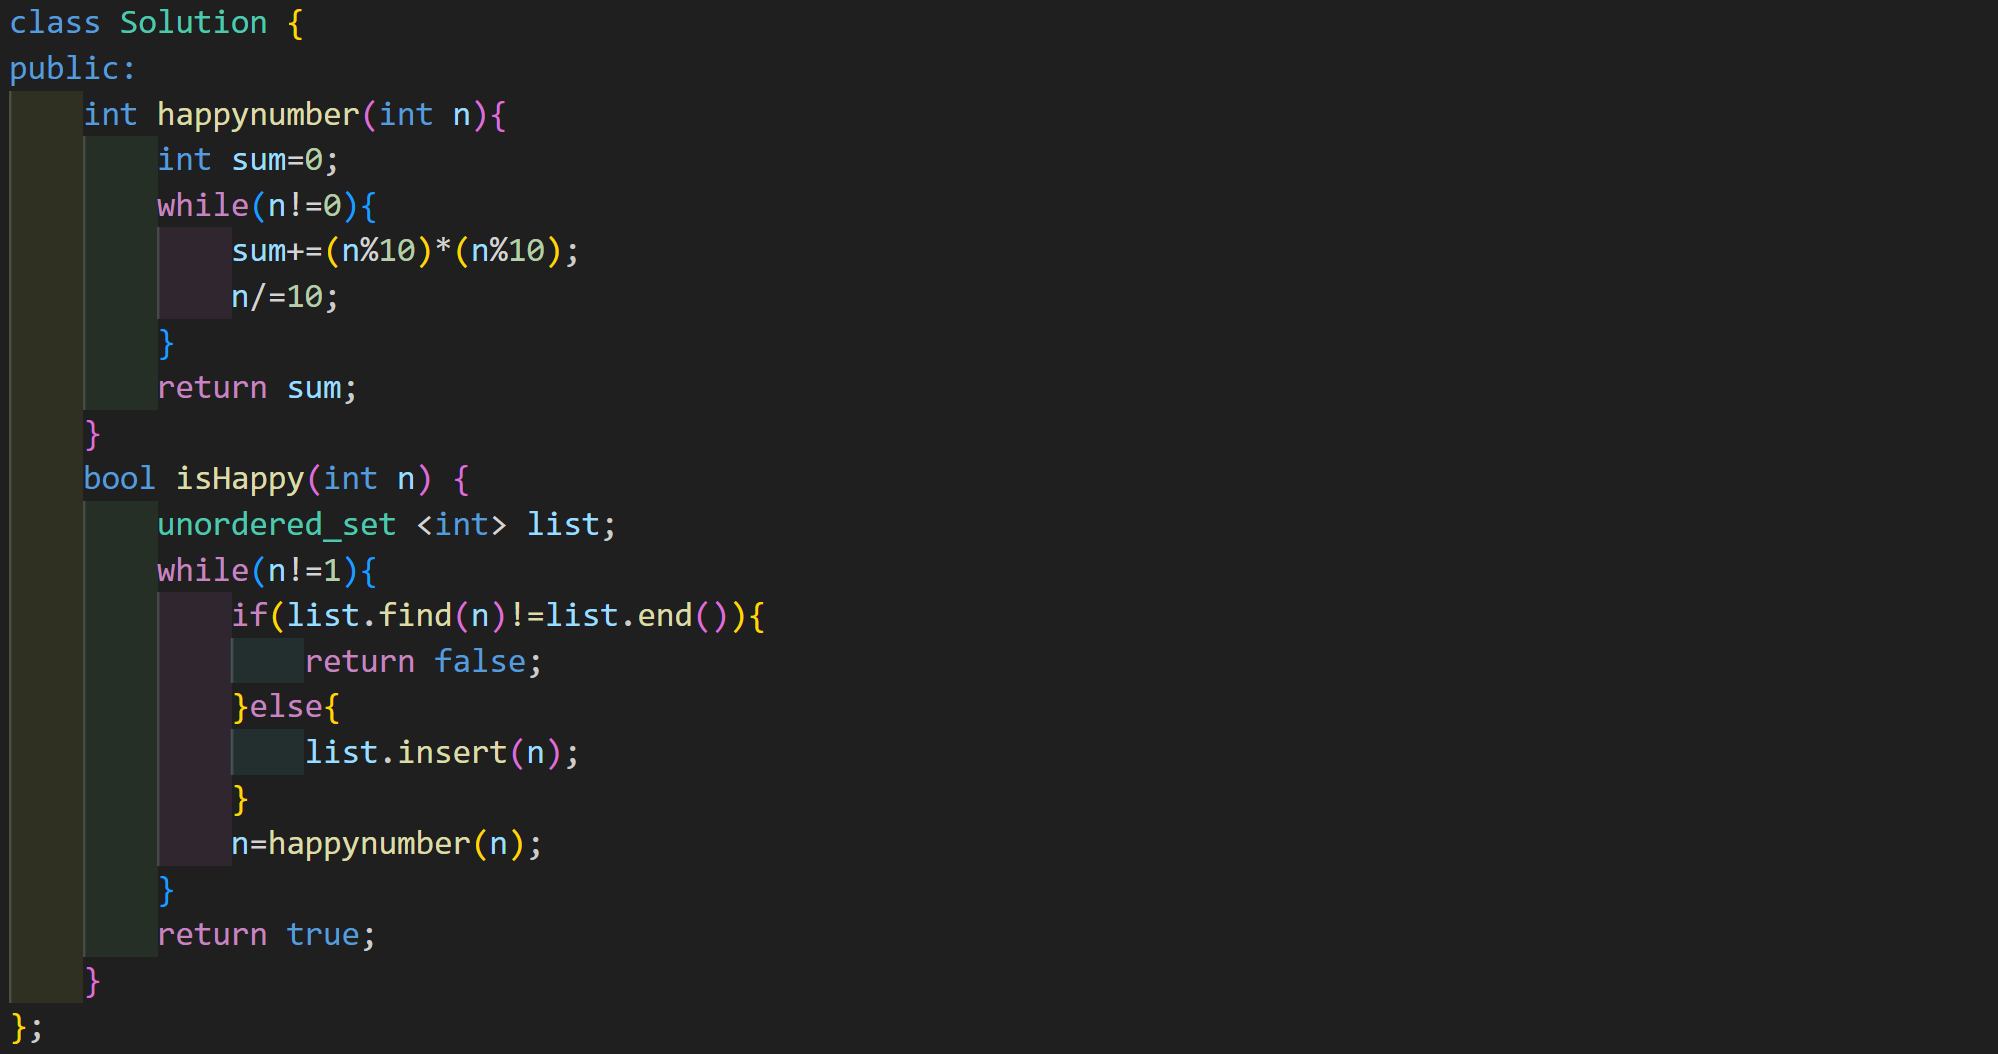 class Solution {
public:
    int happynumber(int n){
        int sum=0;
        while(n!=0){
            sum+=(n%10)*(n%10);
            n/=10;
        }
        return sum;
    }
    bool isHappy(int n) {
        unordered_set <int> list;
        while(n!=1){
            if(list.find(n)!=list.end()){
                return false;
            }else{
                list.insert(n);
            }
            n=happynumber(n);
        }
        return true;
    }
};